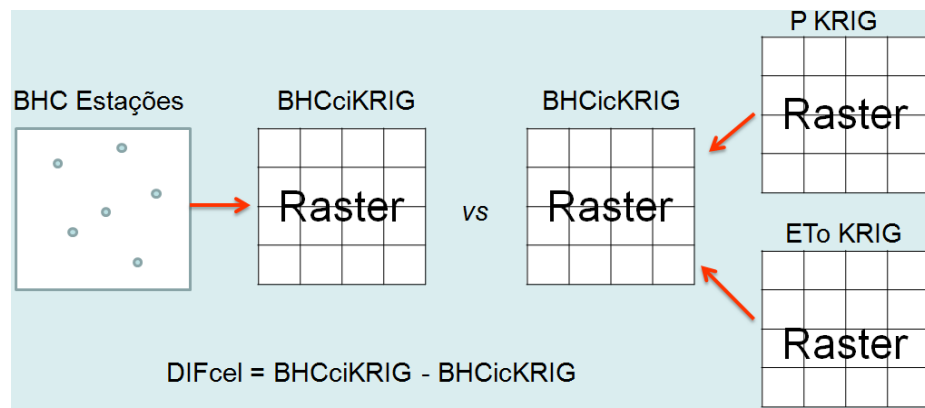 P KRIG
BHC Estações
BHCciKRIG
BHCicKRIG
Raster
Raster
vs
Raster
ETo KRIG
Raster
DIFcel = BHCciKRIG - BHCicKRIG